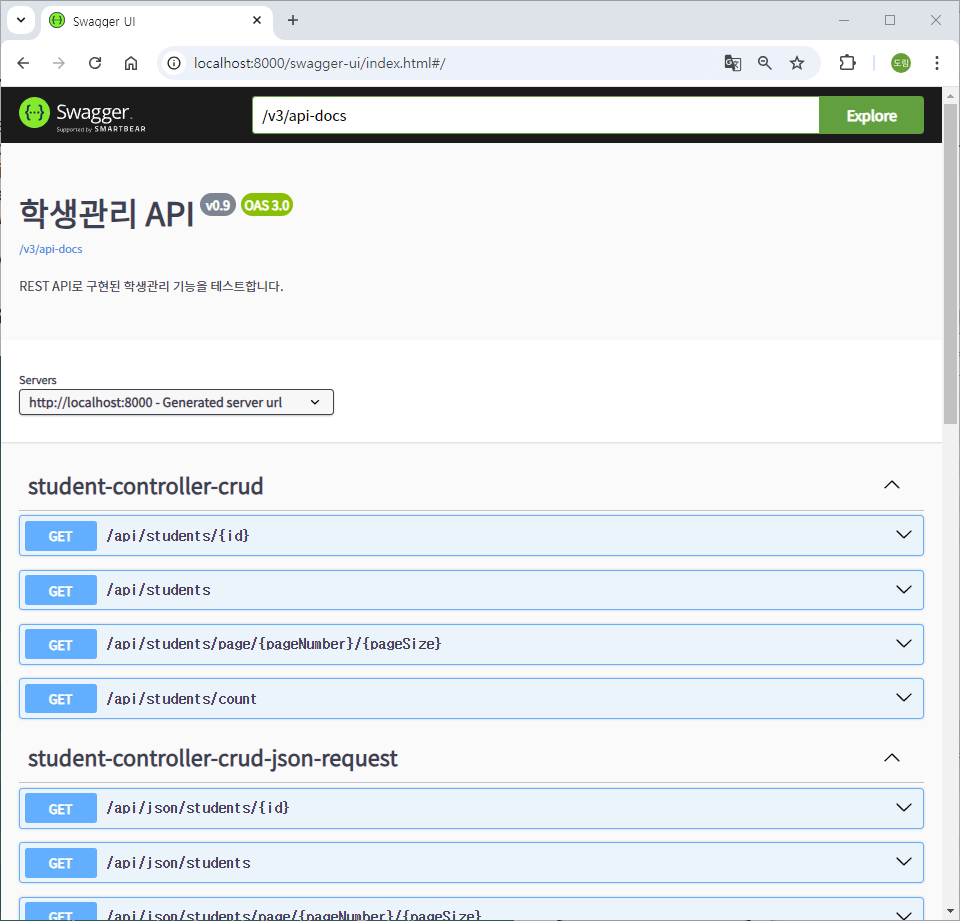 Swagger UI
localhost:8000/swagger-ui/index.html#/
도림
Swagger.
Supported by SMARTBEAR
/v3/api-docs
Explore
학생관리 API v0.9 OAS 3.0
/v3/api-docs
REST API로 구현된 학생관리 기능을 테스트합니다.
Servers
http://localhost:8000 - Generated server url
student-controller-crud
GET /api/students/{id}
GET /api/students
GET /api/students/page/{pageNumber}/{pageSize}
GET /api/students/count
student-controller-crud-json-request
GET /api/json/students/{id}
GET /api/json/students
GET /api/json/students/page/{pageNumber}/{pageSize}